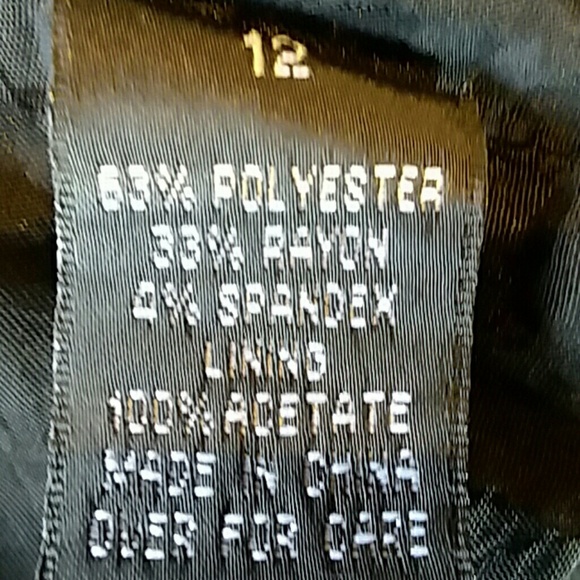 12
63% POLYESTER
33% RAYON
4% SPANDEX
LINING
100% ACETATE
MADE IN CHINA
OVER FOR CARE